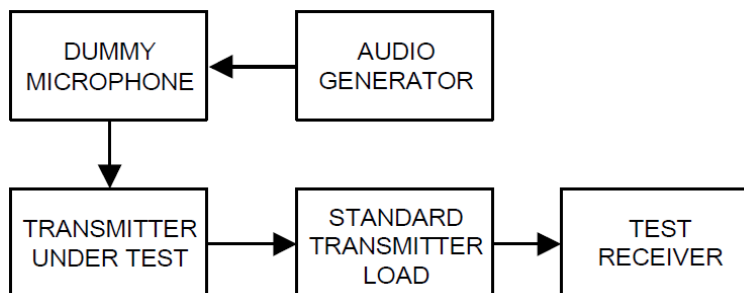 DUMMY
MICROPHONE
AUDIO
GENERATOR
TRANSMITTER
UNDER TEST
STANDARD
TRANSMITTER
LOAD
TEST
RECEIVER